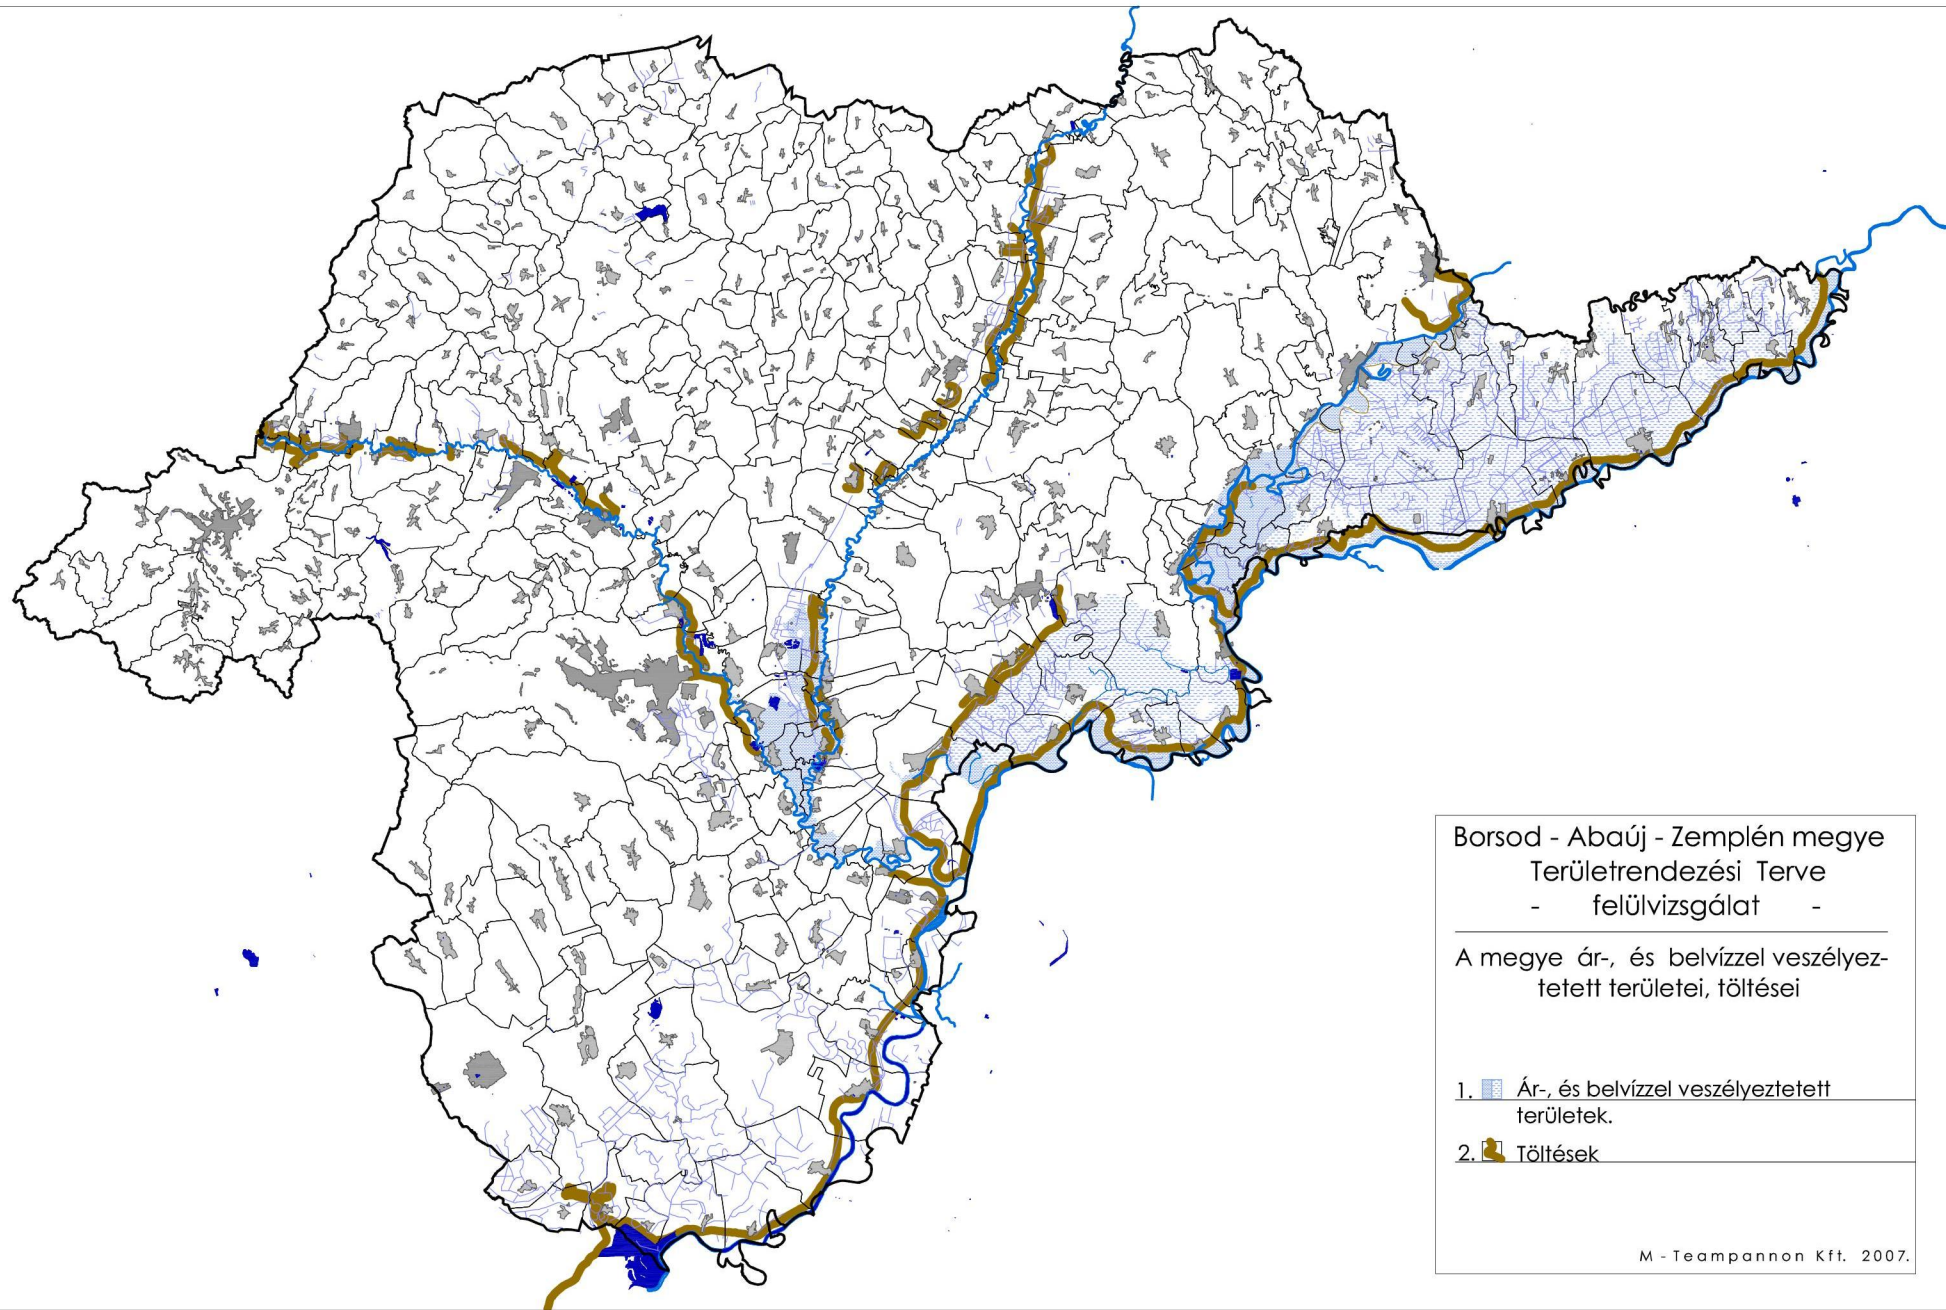 Borsod - Abaúj - Zemplén megye
Területrendezési Terve
- felülvizsgálat -
A megye ár-, és belvízzel veszélyez-
tetett területei, töltései
1. Ár-, és belvízzel veszélyeztetett
területek.
2. Töltések
M - Teampannon Kft. 2007.